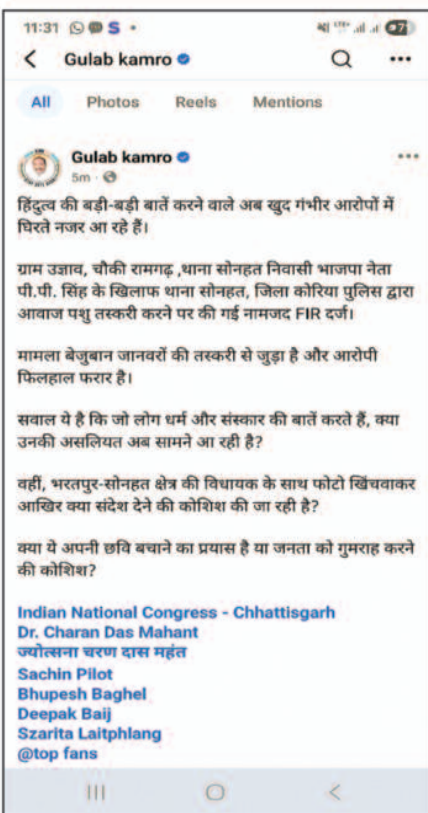 11:31
Gulab kamro
All Photos Reels Mentions
Gulab kamro
5m
हिंदुत्व की बड़ी-बड़ी बातें करने वाले अब खुद गंभीर आरोपों में
घिरते नजर आ रहे हैं।
ग्राम उज्ञाव, चौकी रामगढ़ ,थाना सोनहत निवासी भाजपा नेता
पी.पी. सिंह के खिलाफ थाना सोनहत, जिला कोरिया पुलिस द्वारा
आवाज पशु तस्करी करने पर की गई नामजद FIR दर्ज।
मामला बेजुबान जानवरों की तस्करी से जुड़ा है और आरोपी
फिलहाल फरार है।
सवाल ये है कि जो लोग धर्म और संस्कार की बातें करते हैं, क्या
उनकी असलियत अब सामने आ रही है?
वहीं, भरतपुर-सोनहत क्षेत्र की विधायक के साथ फोटो खिंचवाकर
आखिर क्या संदेश देने की कोशिश की जा रही है?
क्या ये अपनी छवि बचाने का प्रयास है या जनता को गुमराह करने
की कोशिश?
Indian National Congress - Chhattisgarh
Dr. Charan Das Mahant
ज्योत्सना चरण दास महंत
Sachin Pilot
Bhupesh Baghel
Deepak Baij
Szarita Laitphlang
@top fans